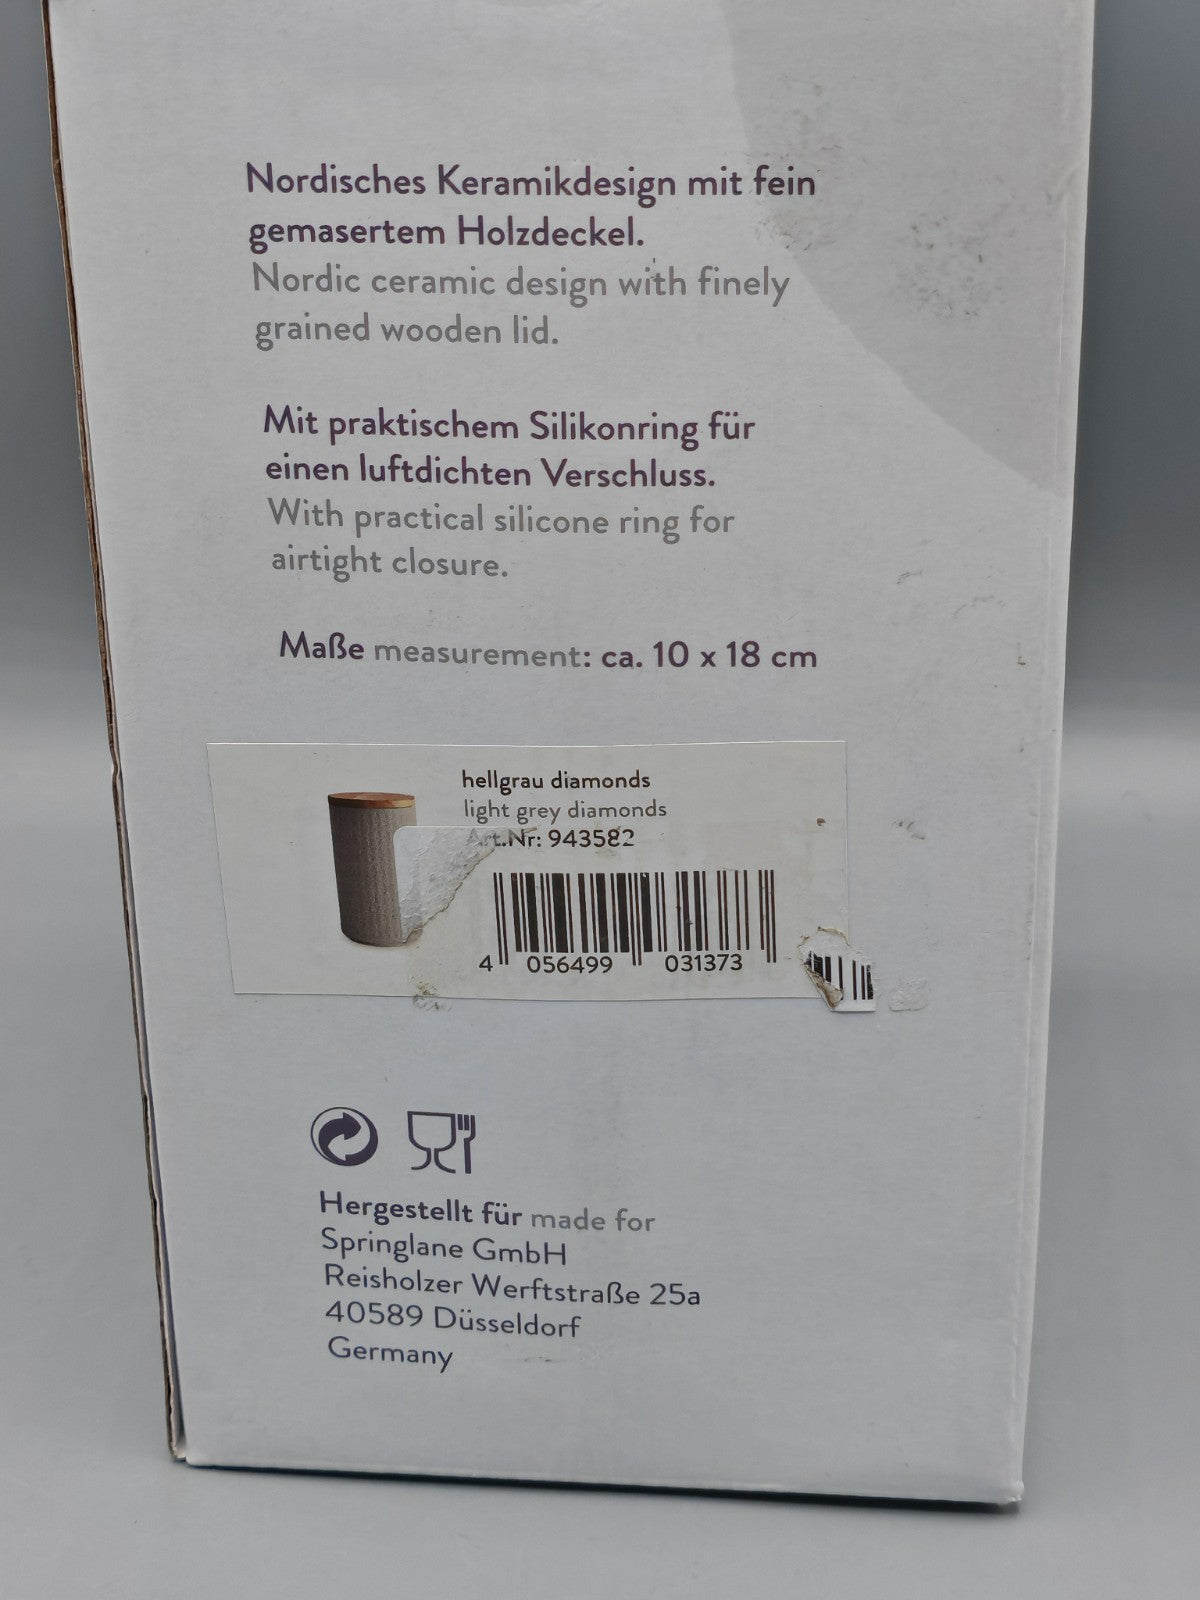 Nordisches Keramikdesign mit fein
gemasertem Holzdeckel.
Nordic ceramic design with finely
grained wooden lid.
Mit praktischem Silikonring für
einen luftdichten Verschluss.
With practical silicone ring for
airtight closure.
Maße measurement: ca. 10 x 18 cm
hellgrau diamonds
light grey diamonds
Art.Nr: 943582
4 056499 031373
Hergestellt für made for
Springlane GmbH
Reisholzer Werftstraße 25a
40589 Düsseldorf
Germany